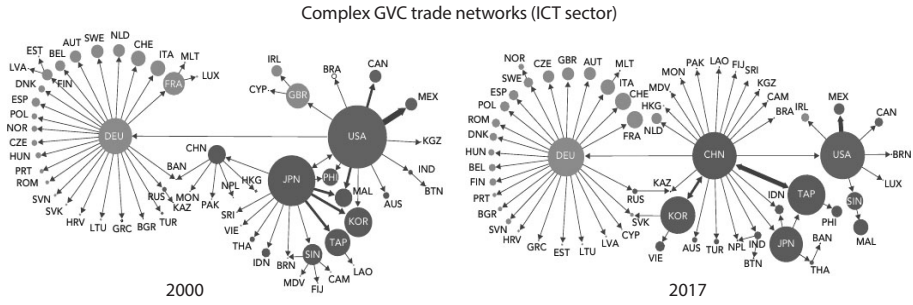 Complex GVC trade networks (ICT sector)
EST
BEL
AUT
SWE
NLD
CHE
ITA
MLT
LUX
FRA
LVA
FIN
DNK
ESP
POL
NOR
CZE
HUN
PRT
ROM
DEU
SVN
SVK
HRV
LTU
GRC
BGR
TUR
RUS
KAZ
BAN
CHN
MON
PAK
NPL
HKG
IRL
CYP
GBR
BRA
CAN
MEX
USA
KGZ
IND
BTN
AUS
JPN
PHI
MAL
KOR
TAP
LAO
SRI
VIE
THA
IDN
BRN
SIN
MDV
FIJ
CAM
2000
NOR
SWE
CZE
GBR
AUT
MLT
ITA
CHE
FRA
ESP
POL
ROM
DNK
HUN
BEL
FIN
PRT
BGR
SVN
HRV
GRC
EST
LTU
LVA
CYP
SVK
RUS
DEU
HKG
NLD
MDV
MON
PAK
LAO
FIJ
SRI
KGZ
CAM
BRA
IRL
MEX
CAN
BRN
LUX
USA
CHN
KAZ
KOR
VIE
AUS
TUR
NPL
BTN
IND
IDN
TAP
PHI
JPN
BAN
THA
SIN
MAL
2017